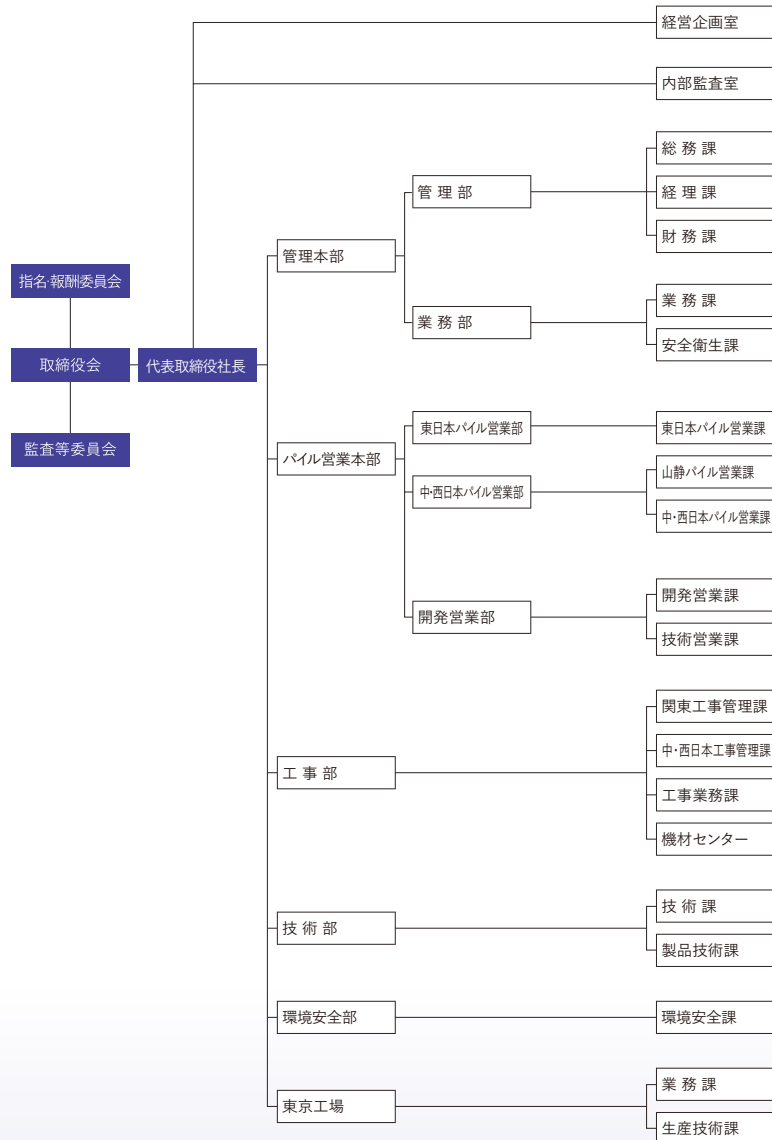 経営企画室
内部監査室
総務課
管理部
経理課
財務課
管理本部
指名・報酬委員会
業務課
業務部
安全衛生課
取締役会
代表取締役社長
東日本パイル営業部
東日本パイル営業課
監査等委員会
パイル営業本部
山静パイル営業課
中・西日本パイル営業部
中・西日本パイル営業課
開発営業課
開発営業部
技術営業課
関東工事管理課
中・西日本工事管理課
工事部
工事業務課
機材センター
技術課
技術部
製品技術課
環境安全部
環境安全課
業務課
東京工場
生産技術課